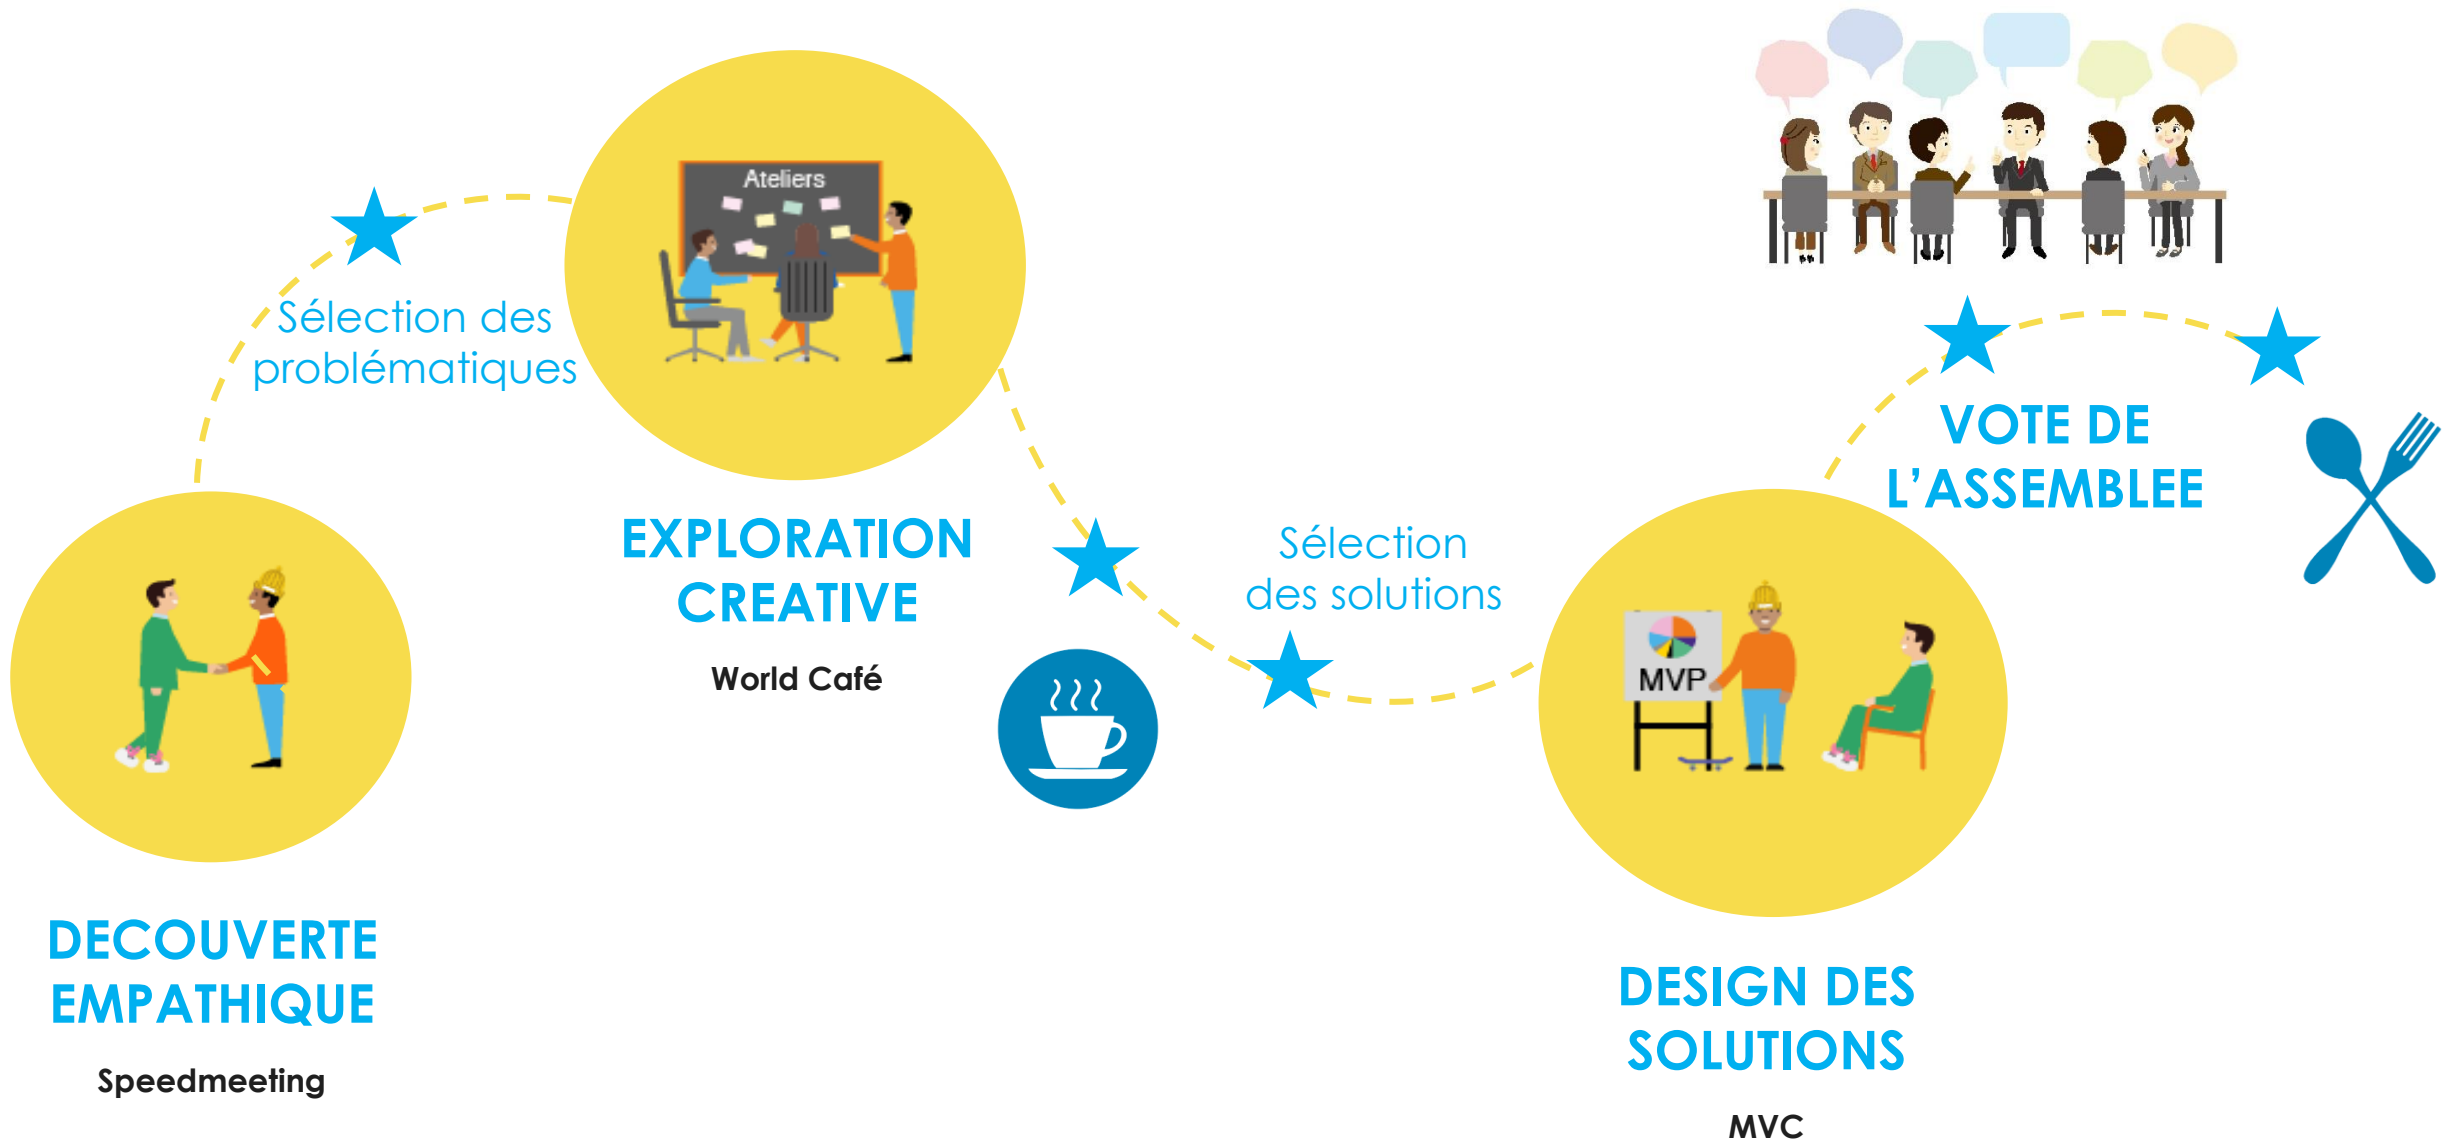 Ateliers
Sélection des
problématiques
EXPLORATION
CREATIVE
World Café
DECOUVERTE
EMPATHIQUE
Speedmeeting
Sélection
des solutions
MVP
DESIGN DES
SOLUTIONS
MVC
VOTE DE
L'ASSEMBLEE